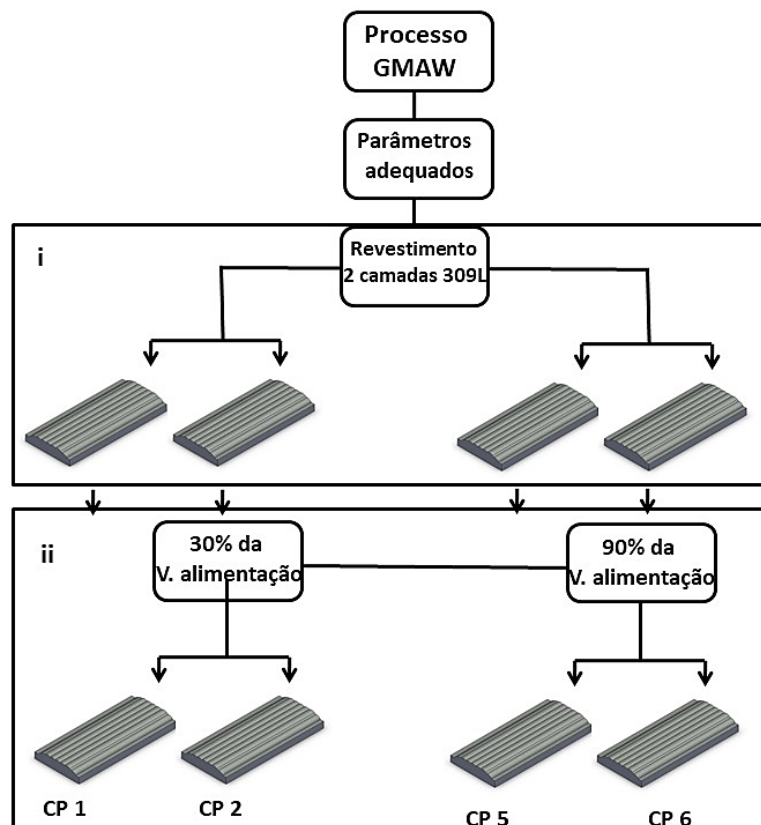 Processo
GMAW
Parâmetros
adequados
i
Revestimento
2 camadas 309L
ii
30% da
V. alimentação
90% da
V. alimentação
CP 1
CP 2
CP 5
CP 6